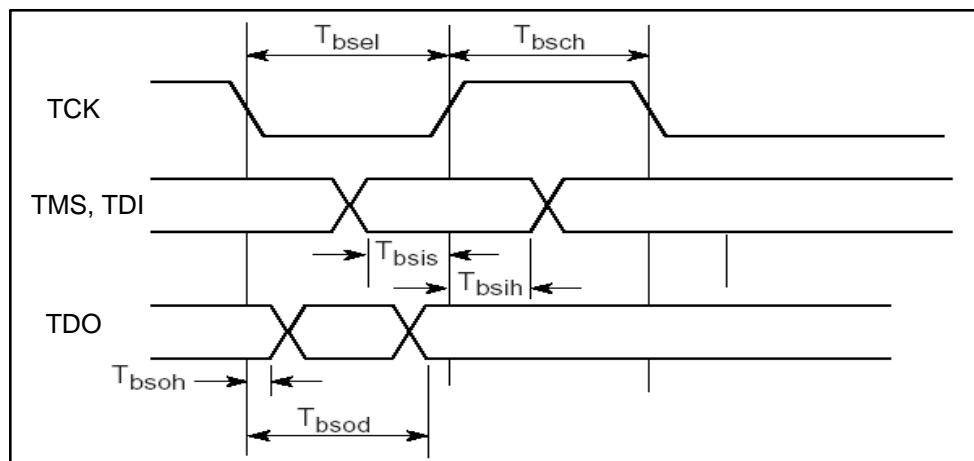 Tbsel
Tbsch
TCK
TMS, TDI
Tbsis
Tbsih
TDO
Tbsoh
Tbsod